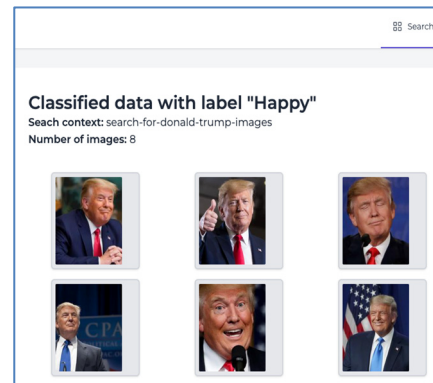 Search
Classified data with label "Happy"
Seach context: search-for-donald-trump-images
Number of images: 8
CPA